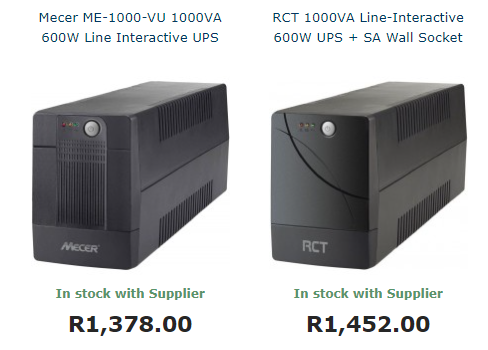 Mecer ME-1000-VU 1000VA
600W Line Interactive UPS
MECER
In stock with Supplier
R1,378.00
RCT 1000VA Line-Interactive
600W UPS + SA Wall Socket
RCT
In stock with Supplier
R1,452.00